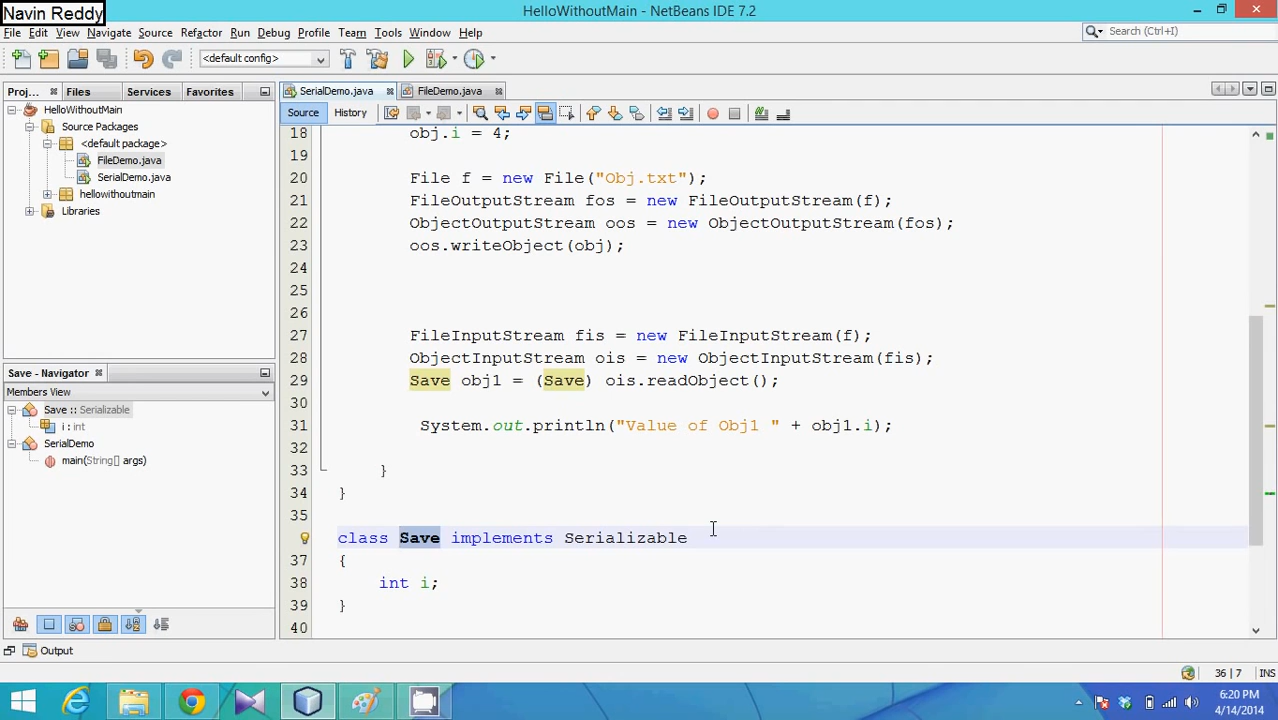 Navin Reddy
HelloWithoutMain - NetBeans IDE 7.2
File Edit View Navigate Source Refactor Run Debug Profile Team Tools Window Help
Search (Ctrl+I)
<default config>
Proj... Files Services Favorites
SerialDemo.java FileDemo.java
Source History
HelloWithoutMain
Source Packages
<default package>
FileDemo.java
SerialDemo.java
hellowithoutmain
Libraries
Save - Navigator
Members View
Save :: Serializable
i : int
SerialDemo
main(String[] args)
18 obj.i = 4;
19
20 File f = new File("Obj.txt");
21 FileOutputStream fos = new FileOutputStream(f);
22 ObjectOutputStream oos = new ObjectOutputStream(fos);
23 oos.writeObject(obj);
24
25
26
27 FileInputStream fis = new FileInputStream(f);
28 ObjectInputStream ois = new ObjectInputStream(fis);
29 Save obj1 = (Save) ois.readObject();
30
31 System.out.println("Value of Obj1 " + obj1.i);
32
33 }
34 }
35
class Save implements Serializable
37 {
38 int i;
39 }
40
Output
36 | 7 INS
6:20 PM
4/14/2014